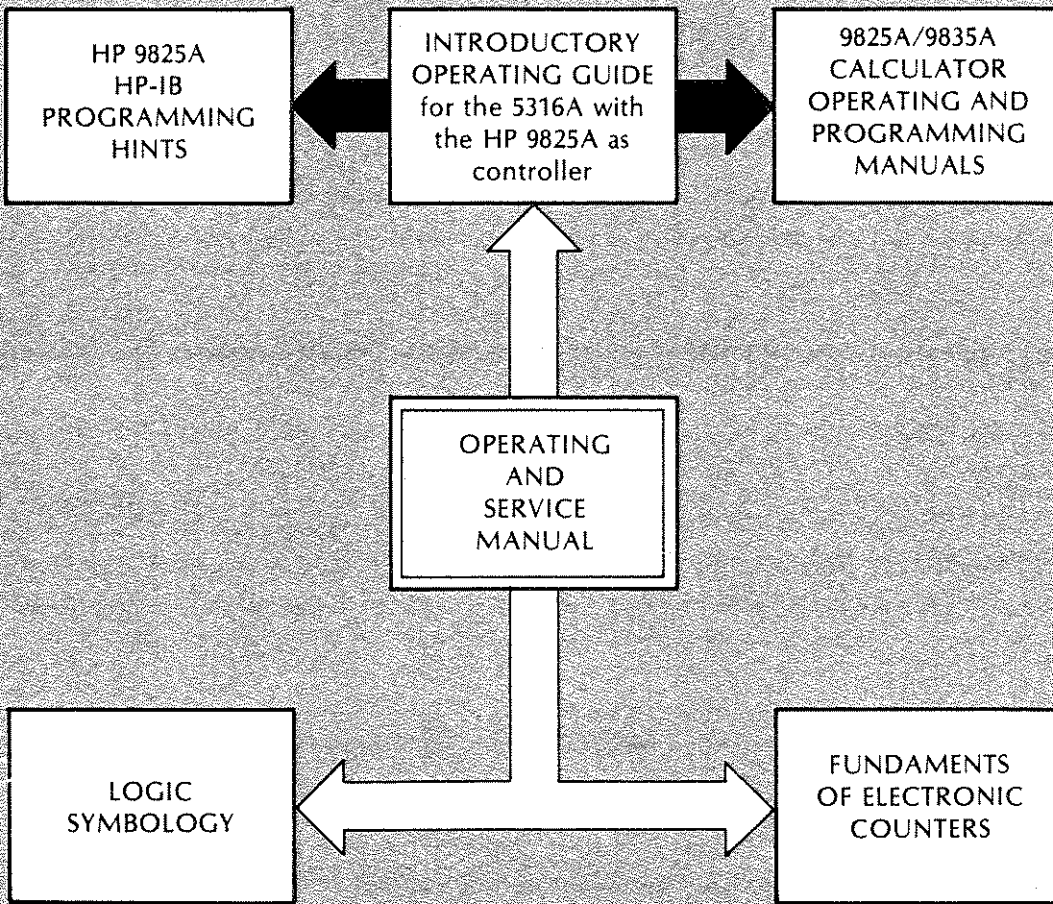 HP 9825A
HP-IB
PROGRAMMING
HINTS
INTRODUCTORY
OPERATING GUIDE
for the 5316A with
the HP 9825A as
controller
9825A/9835A
CALCULATOR
OPERATING AND
PROGRAMMING
MANUALS
OPERATING
AND
SERVICE
MANUAL
LOGIC
SYMBOLOGY
FUNDAMENTS
OF ELECTRONIC
COUNTERS